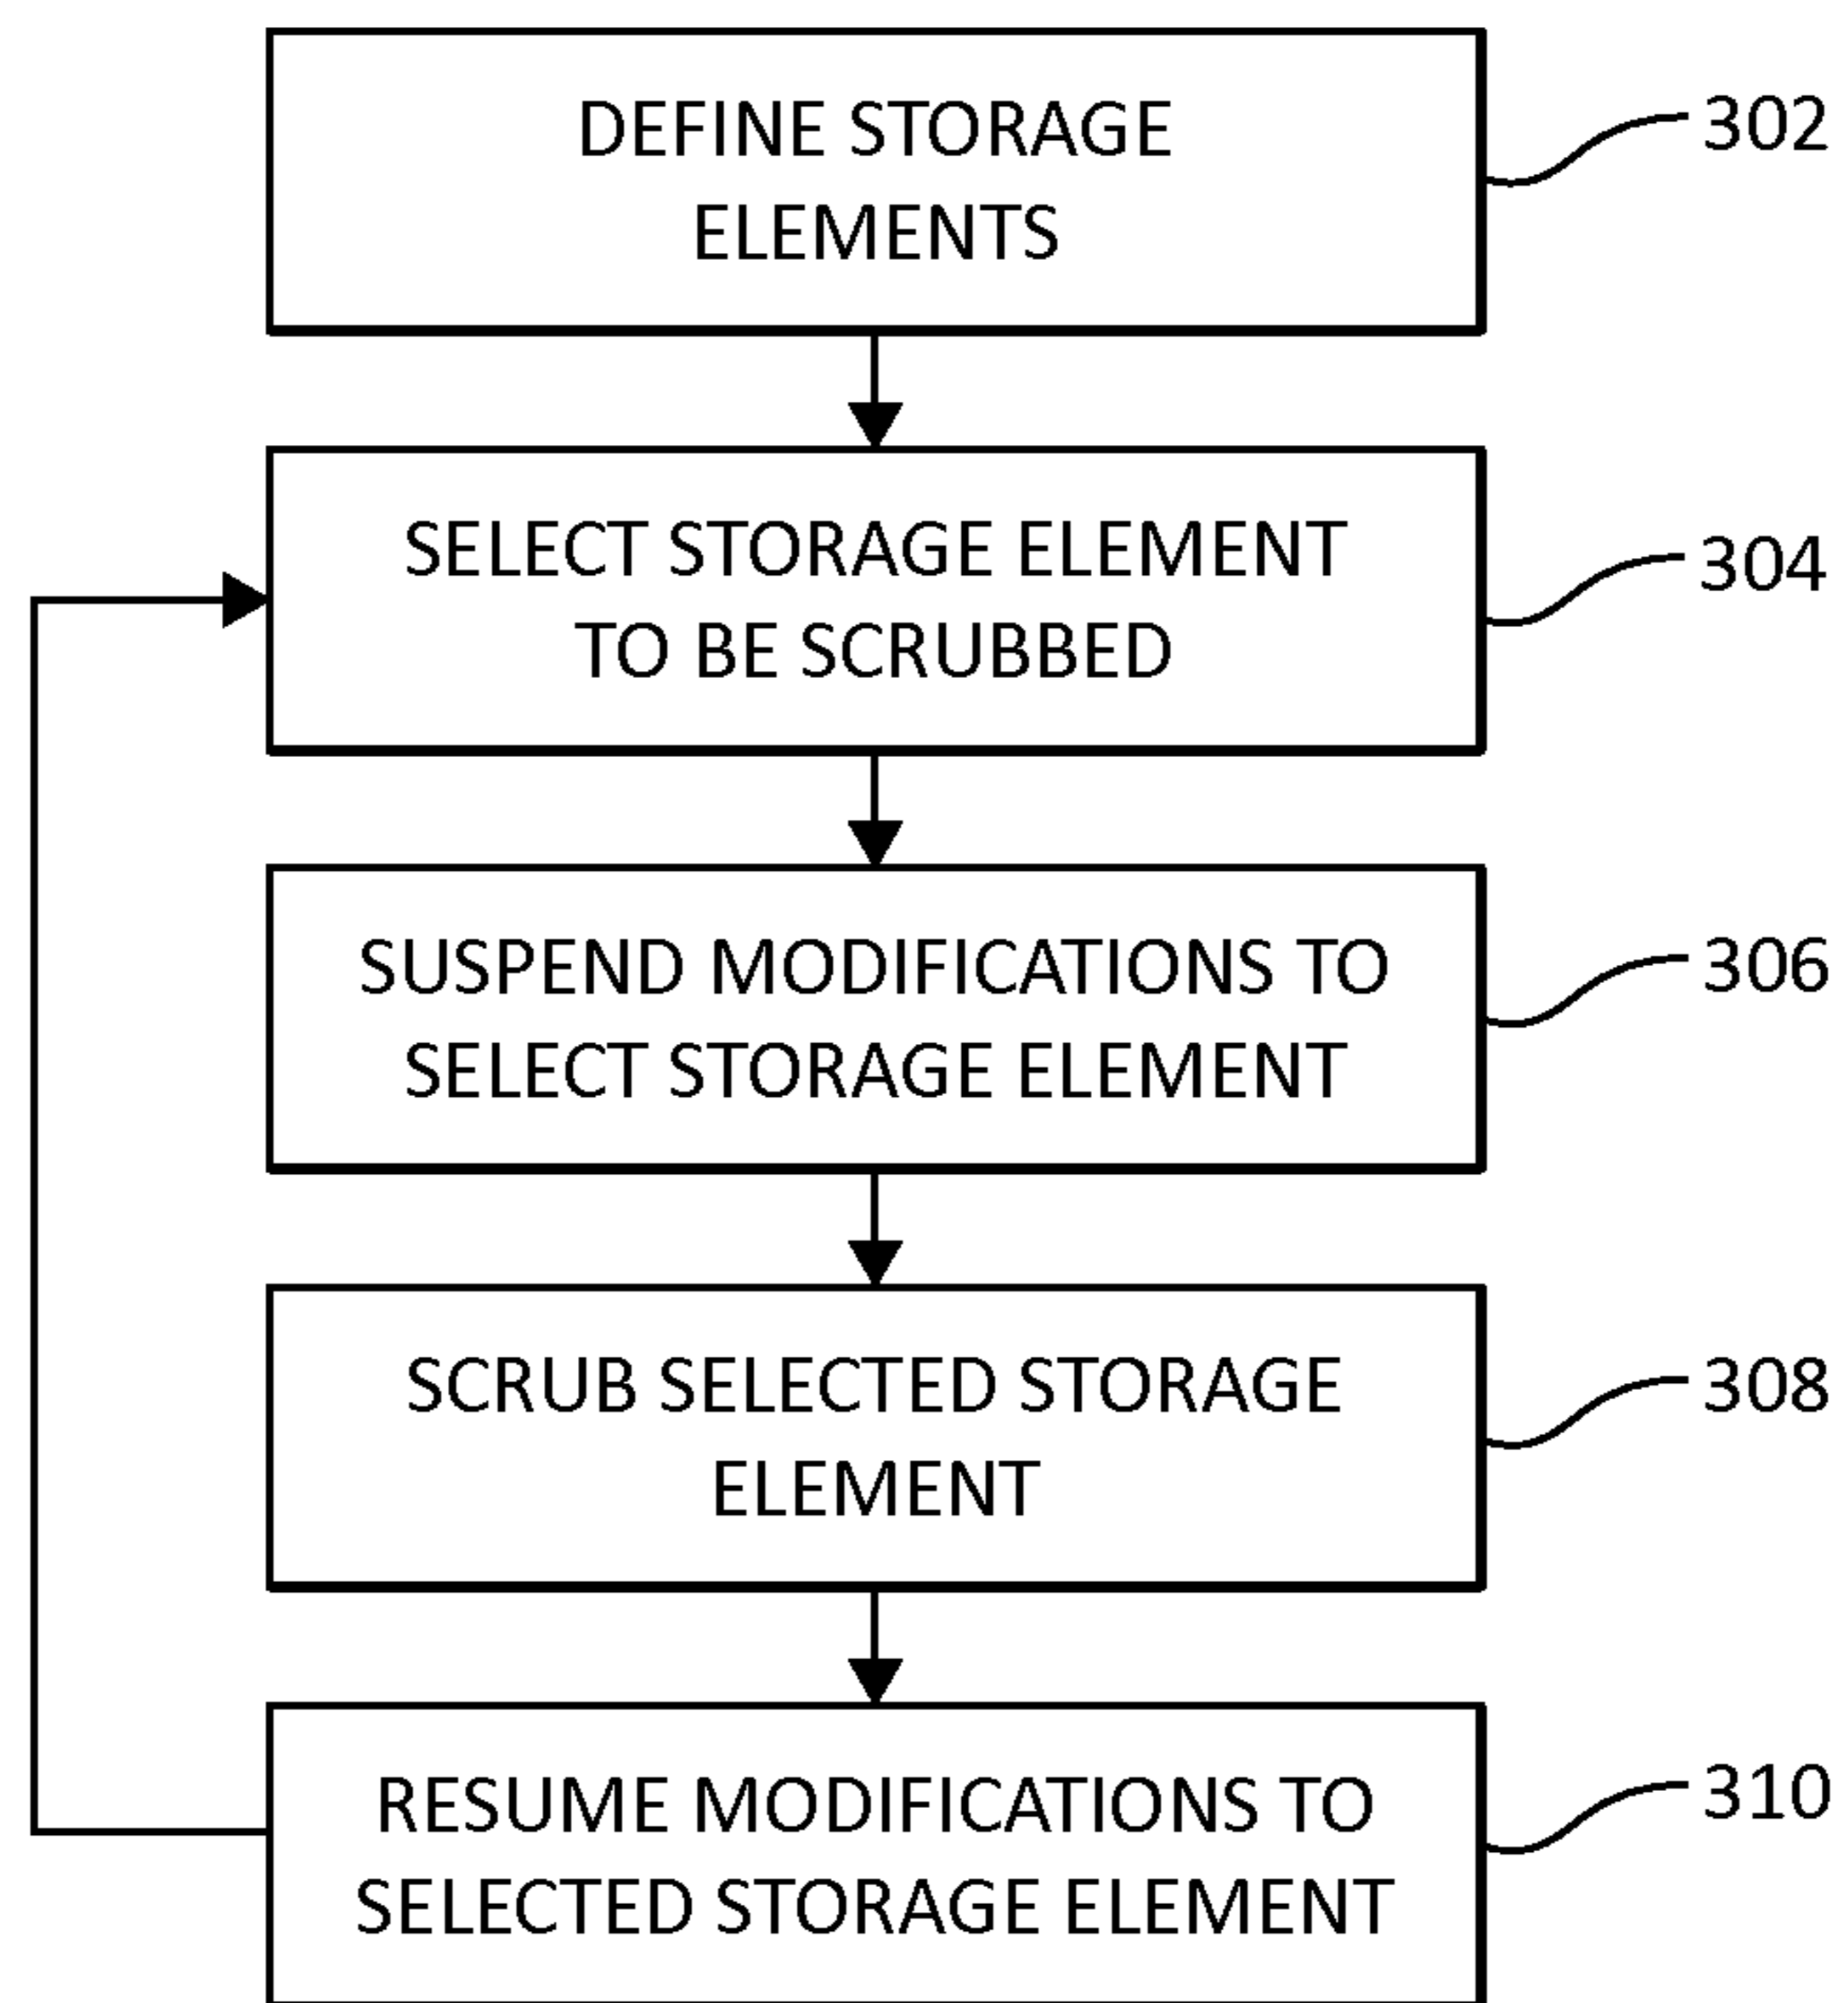 DEFINE STORAGE
ELEMENTS
302
SELECT STORAGE ELEMENT
TO BE SCRUBBED
304
SUSPEND MODIFICATIONS TO
SELECT STORAGE ELEMENT
306
SCRUB SELECTED STORAGE
ELEMENT
308
RESUME MODIFICATIONS TO
SELECTED STORAGE ELEMENT
310